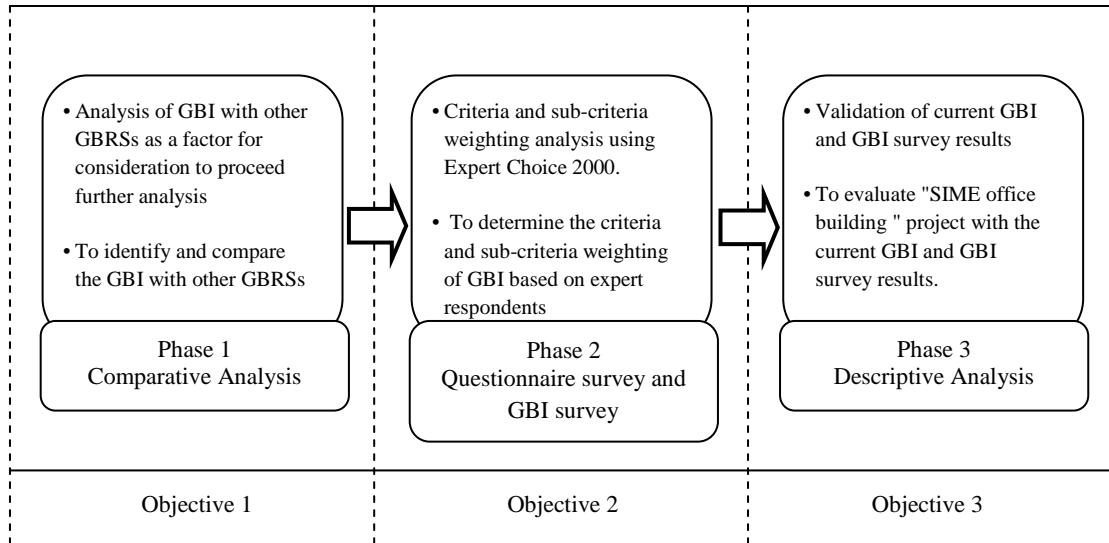 • Analysis of GBI with other
GBRSs as a factor for
consideration to proceed
further analysis
• To identify and compare
the GBI with other GBRSs
Phase 1
Comparative Analysis
• Criteria and sub-criteria
weighting analysis using
Expert Choice 2000.
• To determine the criteria
and sub-criteria weighting
of GBI based on expert
respondents
Phase 2
Questionnaire survey and
GBI survey
• Validation of current GBI
and GBI survey results
• To evaluate "SIME office
building " project with the
current GBI and GBI
survey results.
Phase 3
Descriptive Analysis
Objective 1
Objective 2
Objective 3